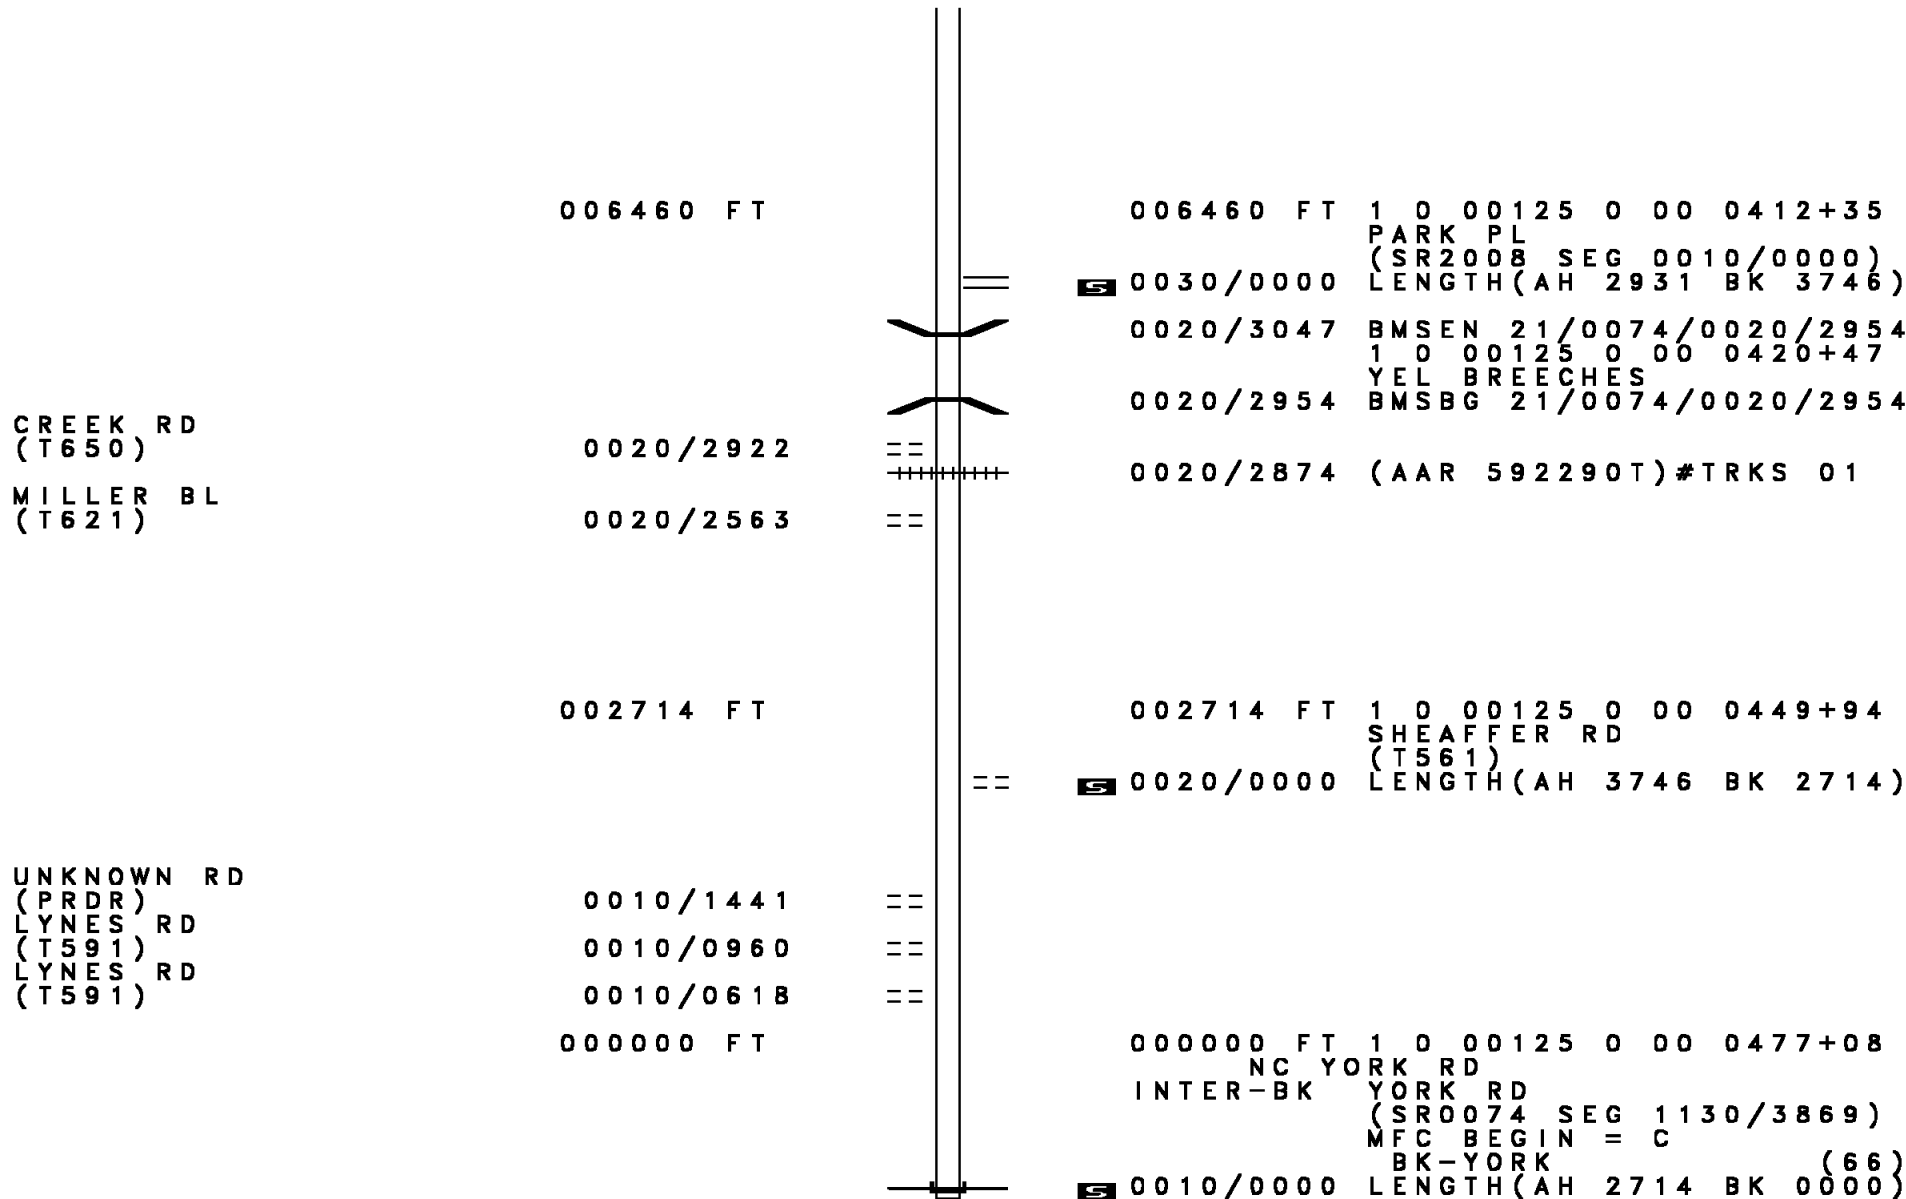 006460 FT 006460 FT 1 0 00125 0 00 0412+35
PARK PL
(SR2008 SEG 0010/0000)
S 0030/0000 LENGTH(AH 2931 BK 3746)
0020/3047 BMSEN 21/0074/0020/2954
1 0 00125 0 00 0420+47
YEL BREECHES
0020/2954 BMSBG 21/0074/0020/2954
CREEK RD
(T650) 0020/2922
0020/2874 (AAR 592290T)#TRKS 01
MILLER BL
(T621) 0020/2563
002714 FT 002714 FT 1 0 00125 0 00 0449+94
SHEAFFER RD
(T561)
S 0020/0000 LENGTH(AH 3746 BK 2714)
UNKNOWN RD
(PRDR) 0010/1441
LYNES RD
(T591) 0010/0960
LYNES RD
(T591) 0010/0618
000000 FT 000000 FT 1 0 00125 0 00 0477+08
NC YORK RD
INTER-BK YORK RD
(SR0074 SEG 1130/3869)
MFC BEGIN = C
BK-YORK (66)
S 0010/0000 LENGTH(AH 2714 BK 0000)